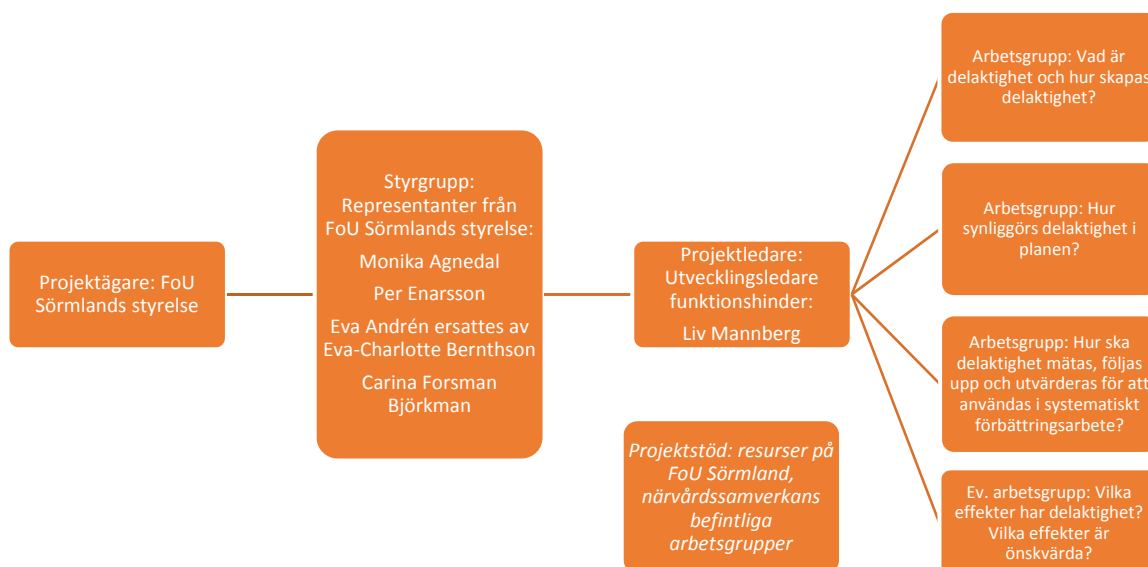 Projektägare: FoU
Sörmlands styrelse
Styrgrupp:
Representanter från
FoU Sörmlands styrelse:
Monika Agnedal
Per Enarsson
Eva Andrén ersattes av
Eva-Charlotte Bernthson
Carina Forsman
Björkman
Projektledare:
Utvecklingsledare
funktionshinder:
Liv Mannberg
Projektstöd: resurser på
FoU Sörmland,
närvårdssamverkans
befintliga
arbetsgrupper
Arbetsgrupp: Vad är
delaktighet och hur skapas
delaktighet?
Arbetsgrupp: Hur
synliggörs delaktighet i
planen?
Arbetsgrupp: Hur ska
delaktighet mätas, följas
upp och utvärderas för att
användas i systematiskt
förbättringsarbete?
Ev. arbetsgrupp: Vilka
effekter har delaktighet?
Vilka effekter är
önskvärda?